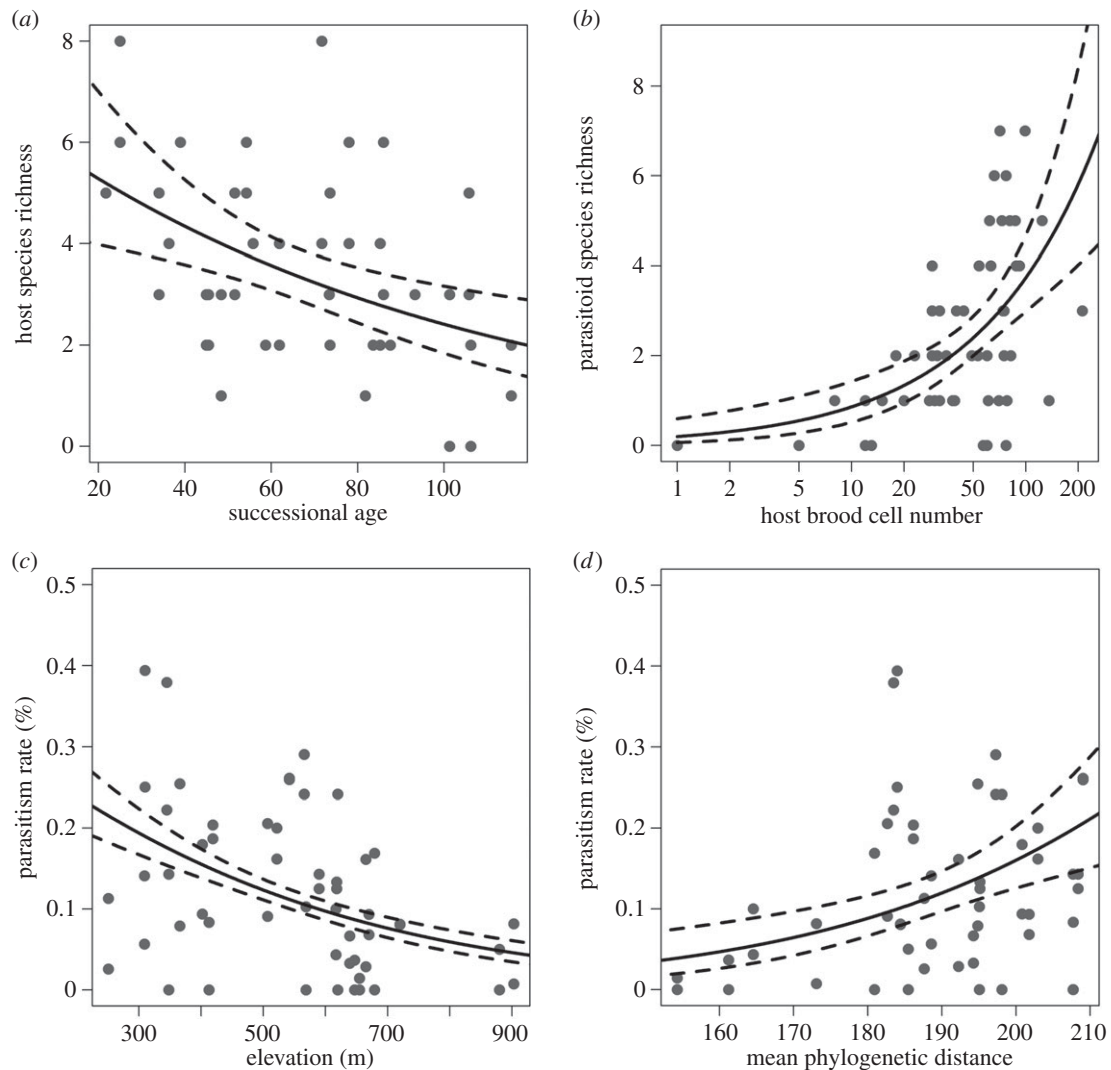 (a)
8
6
4
2
0
host species richness
20 40 60 80 100
successional age
(b)
8
6
4
2
0
parasitoid species richness
1 2 5 10 20 50 100 200
host brood cell number
(c)
0.5
0.4
0.3
0.2
0.1
0
parasitism rate (%)
300 500 700 900
elevation (m)
(d)
0.5
0.4
0.3
0.2
0.1
0
parasitism rate (%)
160 170 180 190 200 210
mean phylogenetic distance